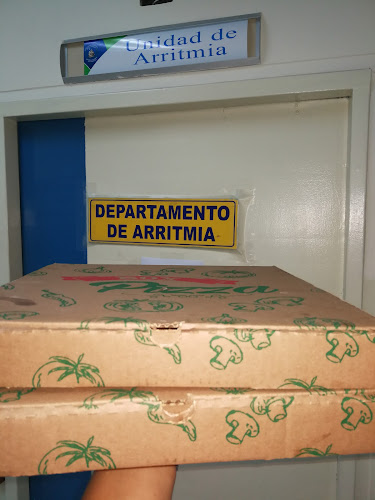 Unidad de
Arritmia
DEPARTAMENTO
DE ARRITMIA
Pizza